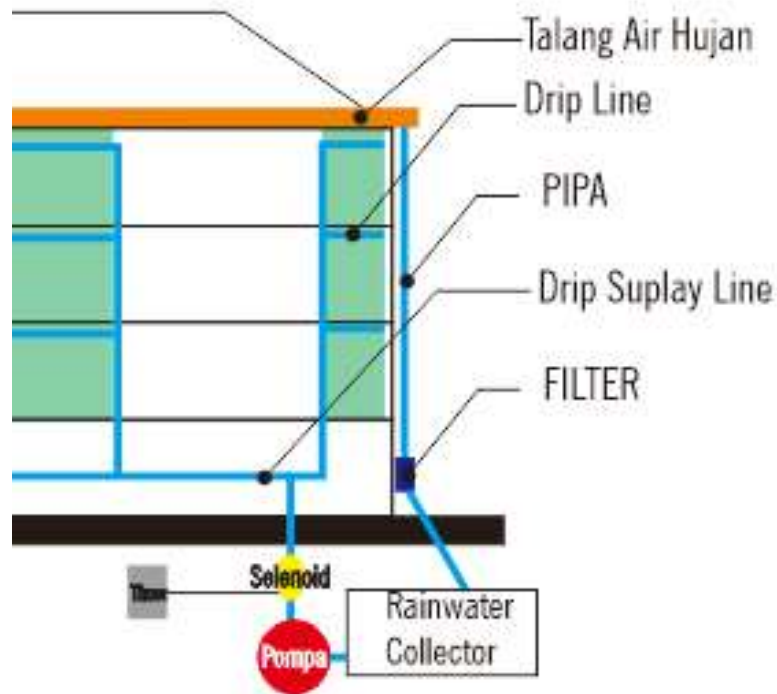 Talang Air Hujan
Drip Line
PIPA
Drip Suplay Line
FILTER
Selenoid
Rainwater
Collector
Pompa